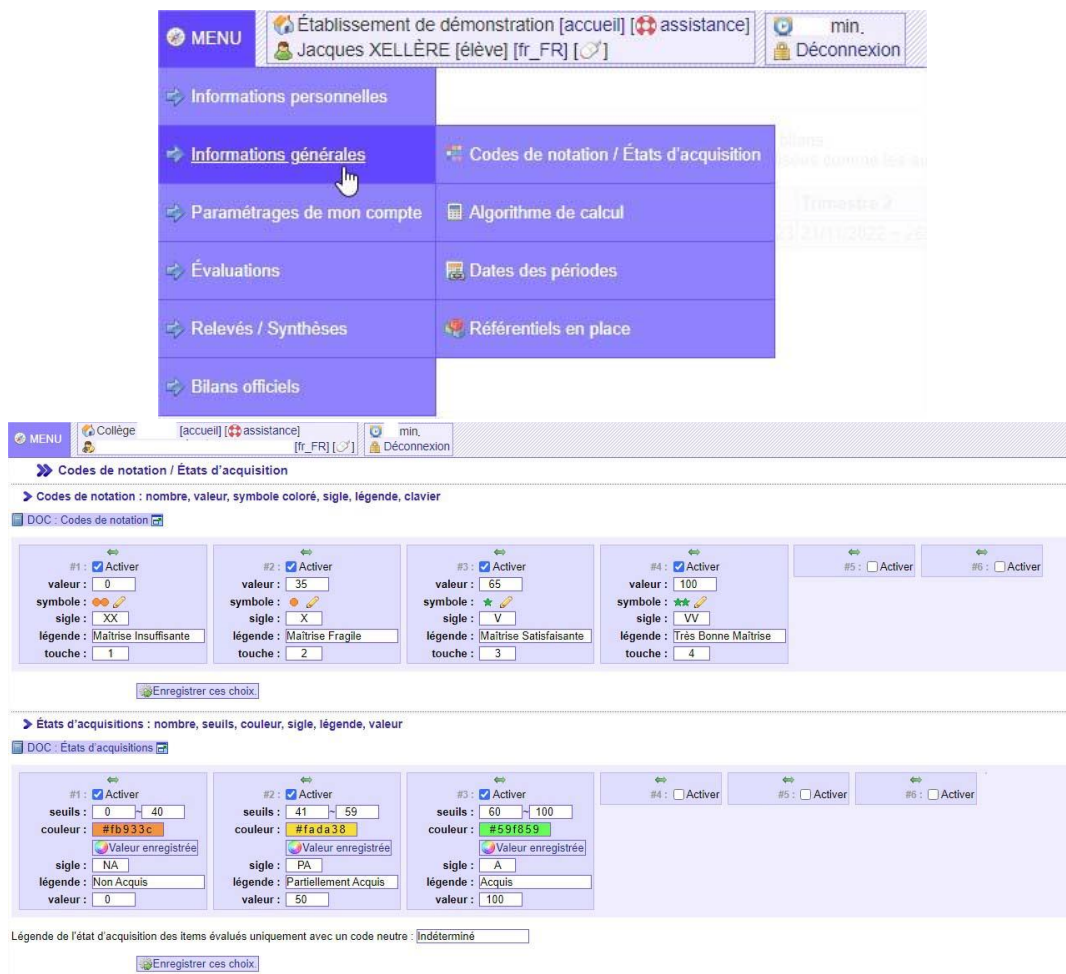 MENU
Établissement de démonstration [accueil] [assistance]
Jacques XELLÈRE [élève] [fr_FR] [ ]
min.
Déconnexion
Informations personnelles
Informations générales
Codes de notation / États d'acquisition
Paramétrages de mon compte
Algorithme de calcul
Trimestre 2
Évaluations
Dates des périodes
Relevés / Synthèses
Référentiels en place
Bilans officiels
MENU
Collège [accueil] [assistance]
[fr_FR] [ ]
min.
Déconnexion
Codes de notation / États d'acquisition
Codes de notation : nombre, valeur, symbole coloré, sigle, légende, clavier
DOC : Codes de notation
#1 : Activer #2 : Activer #3 : Activer #4 : Activer #5 : Activer #6 : Activer
valeur : 0 valeur : 35 valeur : 65 valeur : 100
symbole : symbole : symbole : symbole :
sigle : XX sigle : X sigle : V sigle : VV
légende : Maîtrise Insuffisante légende : Maîtrise Fragile légende : Maîtrise Satisfaisante légende : Très Bonne Maîtrise
touche : 1 touche : 2 touche : 3 touche : 4
Enregistrer ces choix.
États d'acquisitions : nombre, seuils, couleur, sigle, légende, valeur
DOC : États d'acquisitions
#1 : Activer #2 : Activer #3 : Activer #4 : Activer #5 : Activer #6 : Activer
seuils : 0 ~ 40 seuils : 41 ~ 59 seuils : 60 ~ 100
couleur : #fb933c couleur : #fada38 couleur : #59f859
Valeur enregistrée Valeur enregistrée Valeur enregistrée
sigle : NA sigle : PA sigle : A
légende : Non Acquis légende : Partiellement Acquis légende : Acquis
valeur : 0 valeur : 50 valeur : 100
Légende de l'état d'acquisition des items évalués uniquement avec un code neutre : Indéterminé
Enregistrer ces choix.